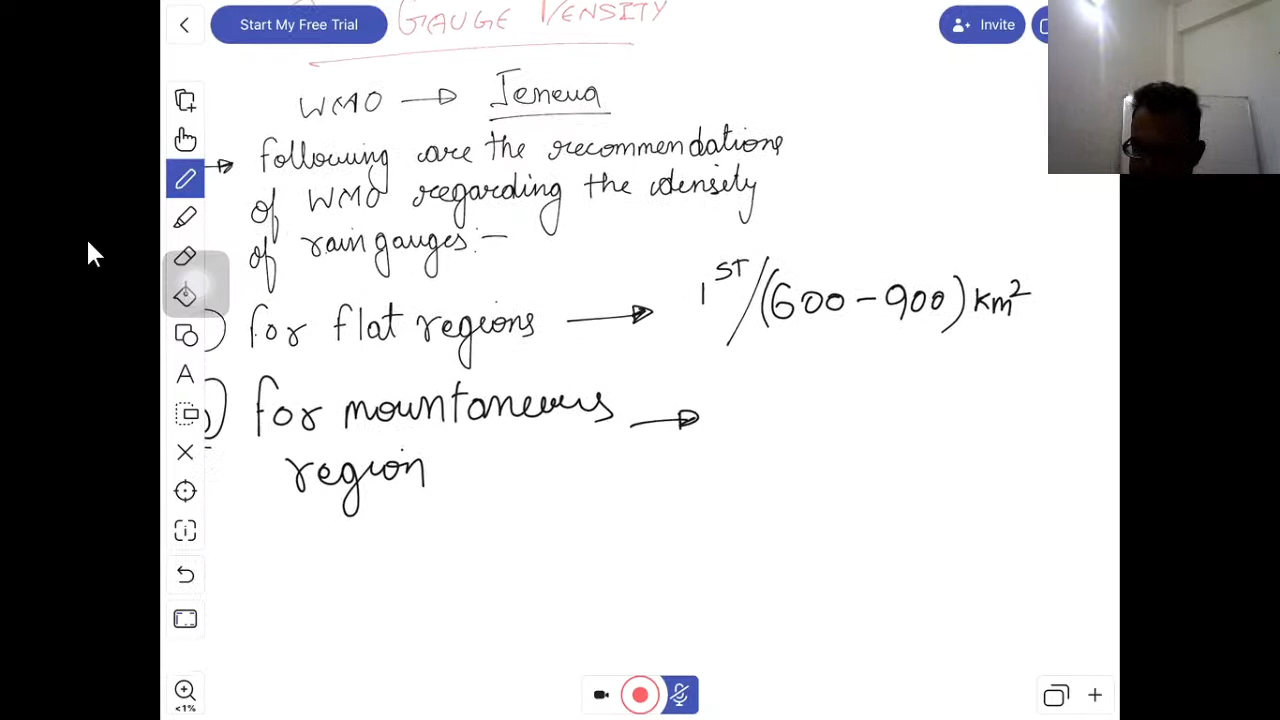 Start My Free Trial
GAUGE DENSITY
Invite
WMO → Jeneva
→ following are the recommendations
of WMO regarding the density
of rain gauges:-
) for flat regions → 1 ST/(600-900) Km²
) for mountaneous →
region
<1%